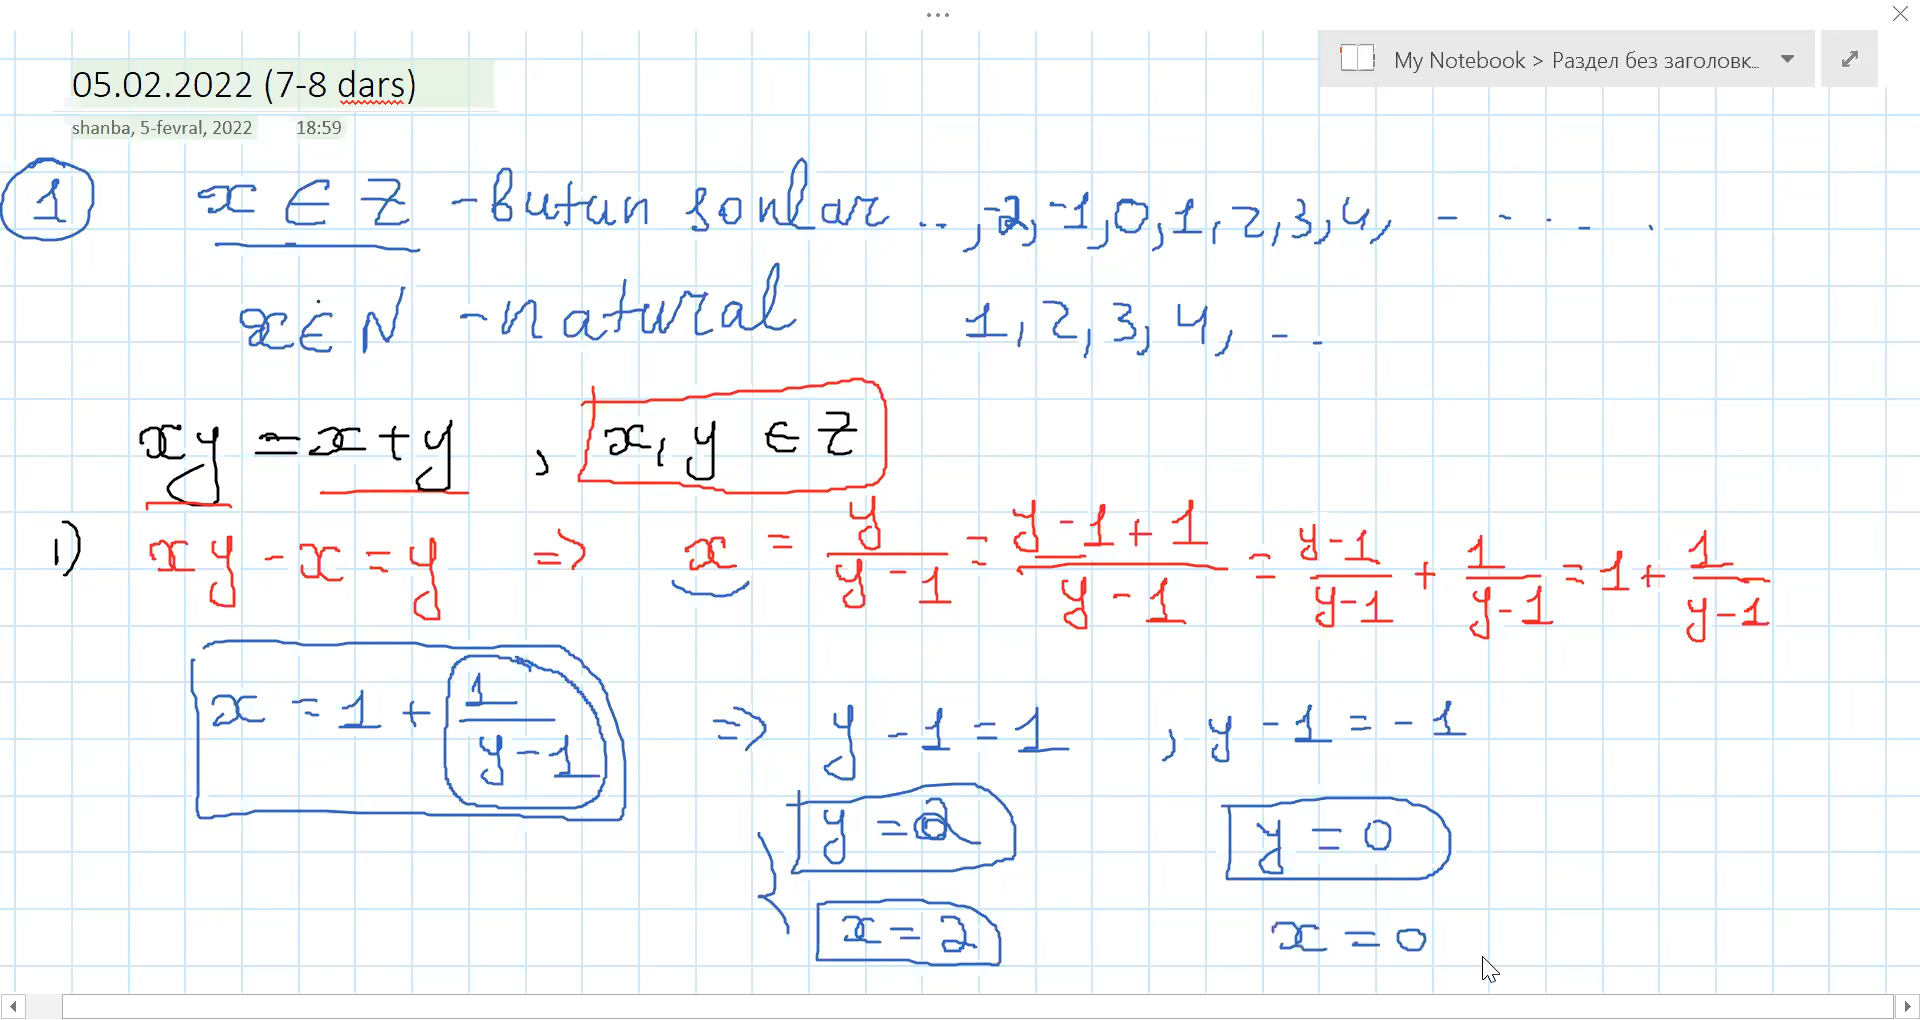 ...
My Notebook > Раздел без заголовк...
05.02.2022 (7-8 dars)
shanba, 5-fevral, 2022 18:59
1 x ∈ Z - butun sonlar .. , -2, -1, 0, 1, 2, 3, 4, - - . - .
x ∈ N - natural 1, 2, 3, 4, - -
xy = x + y , x, y ∈ Z
1) xy - x = y => x = y/(y - 1) = (y - 1 + 1)/(y - 1) = (y-1)/(y-1) + 1/(y-1) = 1 + 1/(y-1)
x = 1 + 1/(y-1) => y - 1 = 1 , y - 1 = -1
y = 2 y = 0
x = 2 x = 0